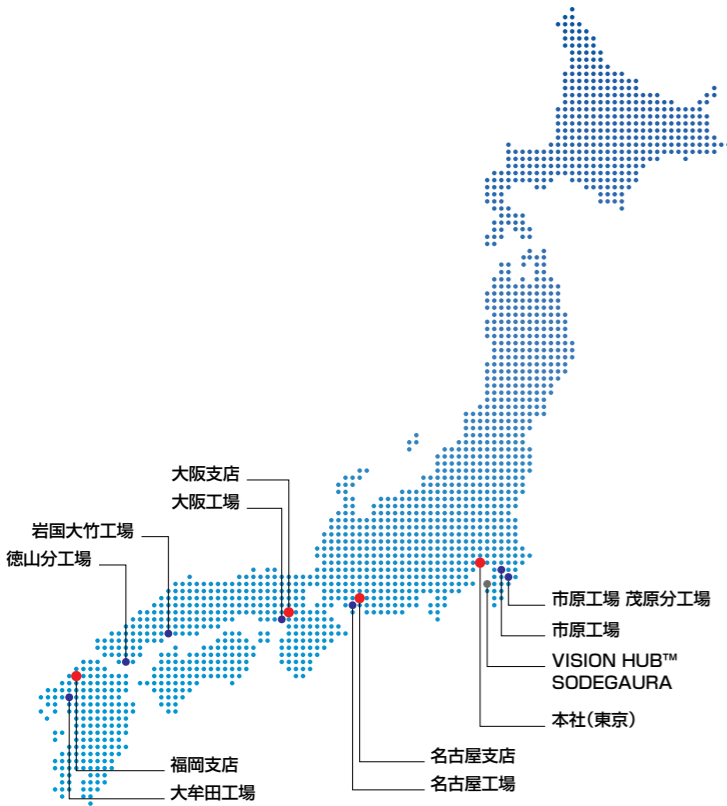 大阪支店
大阪工場
岩国大竹工場
徳山分工場
市原工場 茂原分工場
市原工場
VISION HUB™
SODEGAURA
本社(東京)
名古屋支店
名古屋工場
福岡支店
大牟田工場